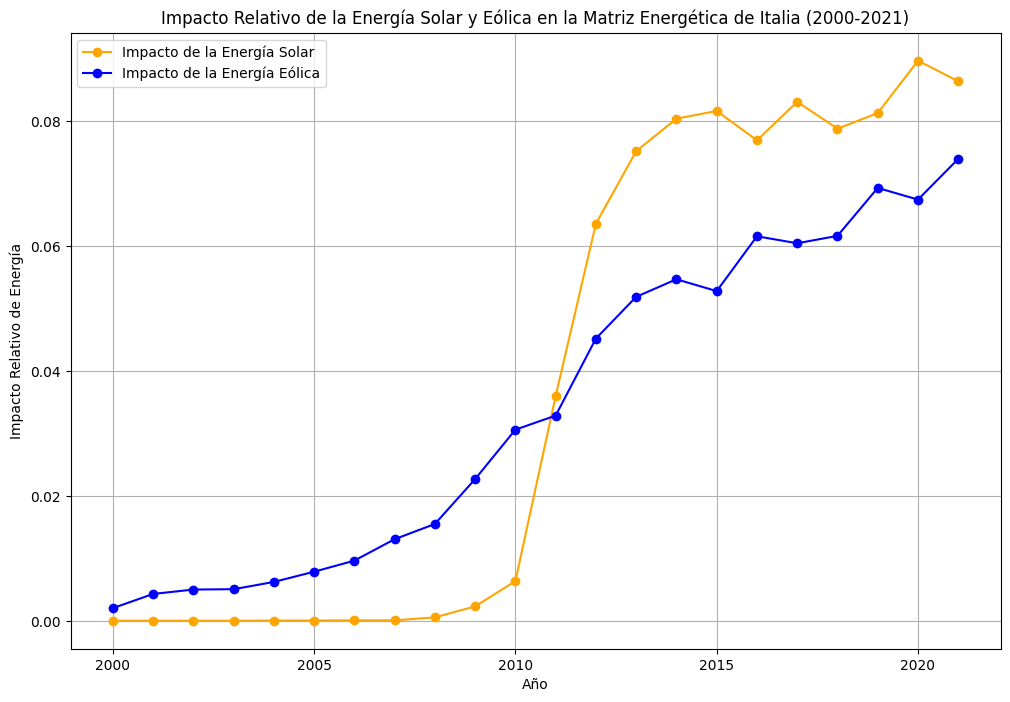 Impacto Relativo de la Energía Solar y Eólica en la Matriz Energética de Italia (2000-2021)
Impacto de la Energía Solar
Impacto de la Energía Eólica
Impacto Relativo de Energía
0.08
0.06
0.04
0.02
0.00
2000
2005
2010
2015
2020
Año